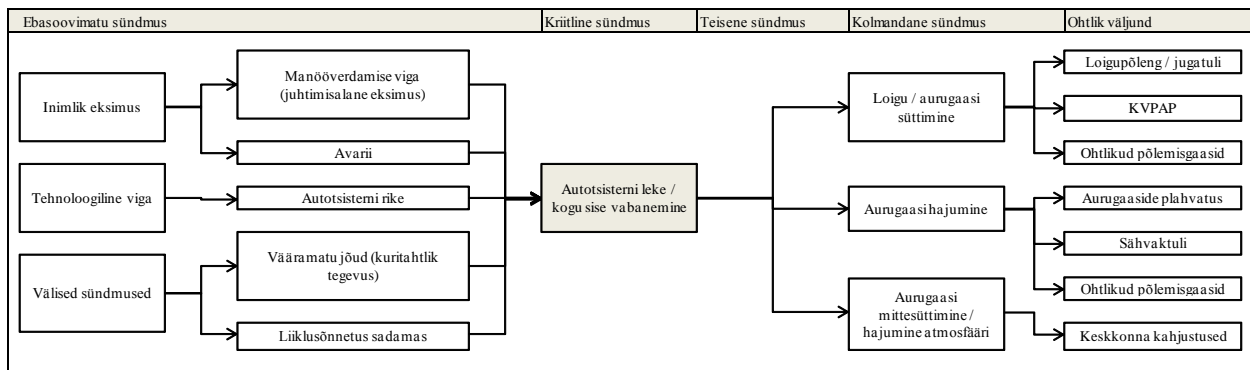 Ebasoovimatu sündmus
Kriitline sündmus
Teisene sündmus
Kolmandane sündmus
Ohtlik väljund
Inimlik eksimus
Manööverdamise viga
(juhtimisalane eksimus)
Avarii
Tehnoloogiline viga
Autotsisterni rike
Välised sündmused
Vääramatu jõud (kuritahtlik
tegevus)
Liiklusõnnetus sadamas
Autotsisterni leke /
kogu sise vabanemine
Loigu / aurugaasi
süttimine
Aurugaasi hajumine
Aurugaasi
mittesüttimine /
hajumine atmosfääri
Loigupõleng / jugatuli
KVPAP
Ohtlikud põlemisgaasid
Aurugaaside plahvatus
Sähvaktuli
Ohtlikud põlemisgaasid
Keskkonna kahjustused